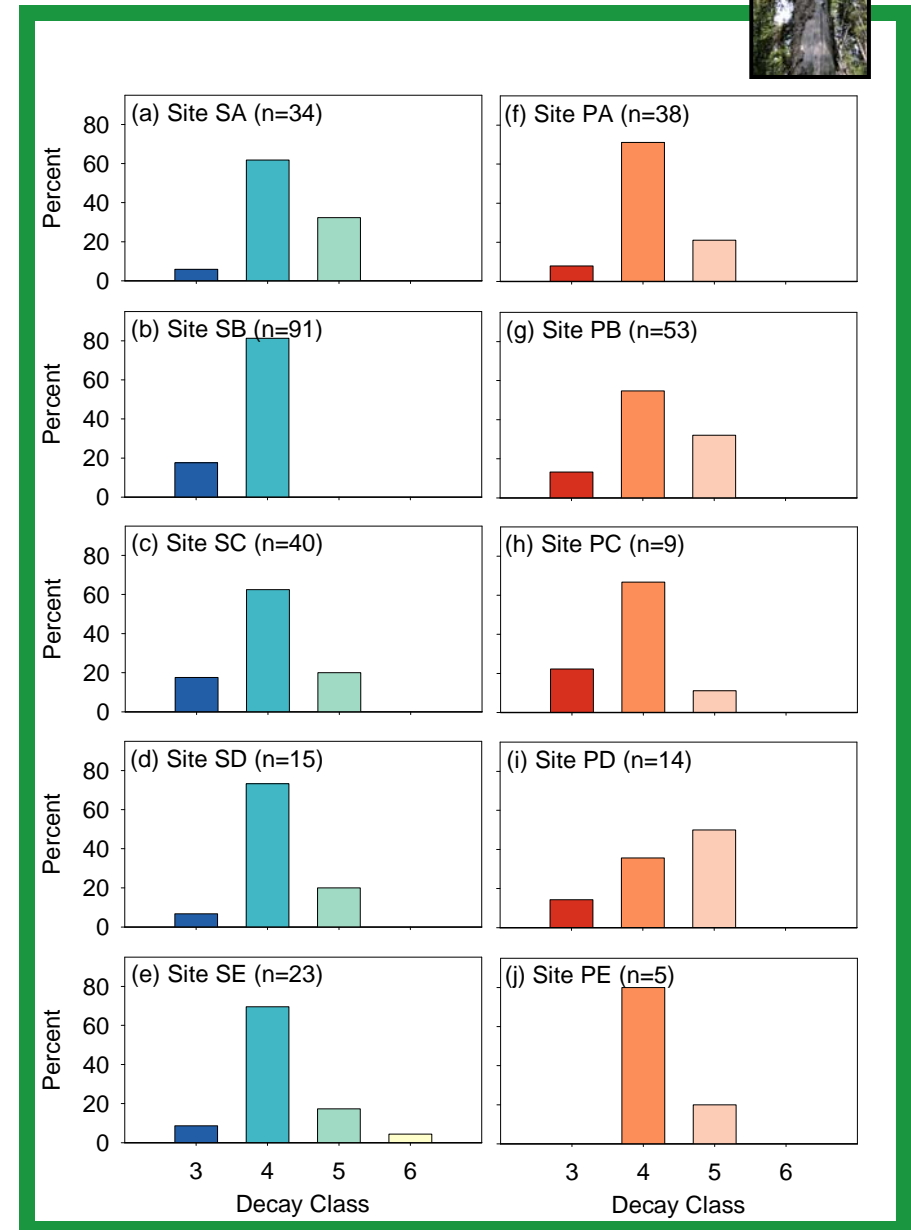 (a) Site SA (n=34)
80
60
40
20
0
Percent
(f) Site PA (n=38)
(b) Site SB (n=91)
80
60
40
20
0
Percent
(g) Site PB (n=53)
(c) Site SC (n=40)
80
60
40
20
0
Percent
(h) Site PC (n=9)
(d) Site SD (n=15)
80
60
40
20
0
Percent
(i) Site PD (n=14)
(e) Site SE (n=23)
80
60
40
20
0
Percent
(j) Site PE (n=5)
3 4 5 6
Decay Class
3 4 5 6
Decay Class